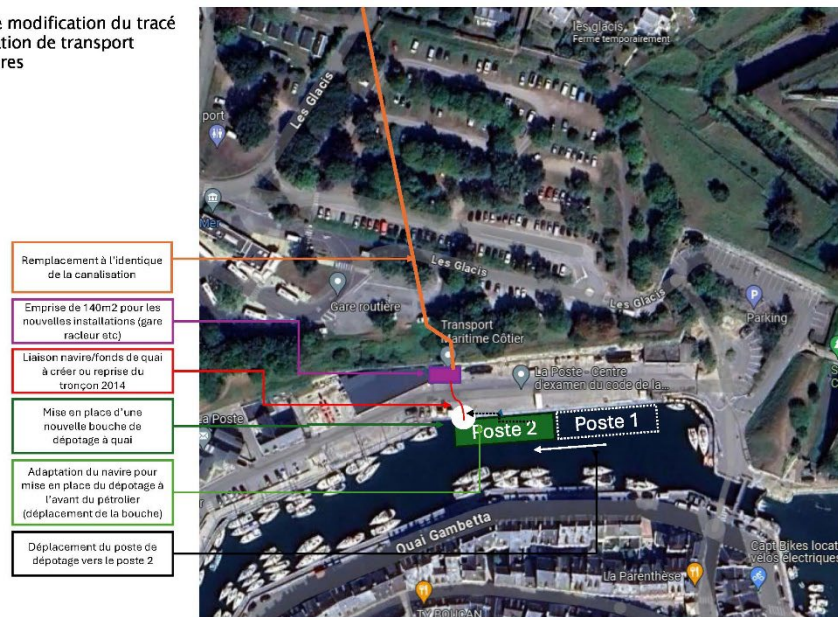 e modification du tracé
ation de transport
res
Remplacement à l'identique
de la canalisation
Emprise de 140m2 pour les
nouvelles installations (gare
racleur etc)
Liaison navire/fonds de quai
à créer ou reprise du
tronçon 2014
Mise en place d'une
nouvelle bouche de
dépotage à quai
Adaptation du navire pour
mise en place du dépotage à
l'avant du pétrolier
(déplacement de la bouche)
Déplacement du poste de
dépotage vers le poste 2
les glacis
Ferme temporairement
Les Glacis
port
Les Glacis
Gare routière
Les Glacis
Parking
Transport
Maritime Côtier
La Poste - Centre
d'examen du code de la...
La Poste
Poste 2
Poste 1
Quai Gambetta
La Parenthèse
Capt Bikes locat
vélos électriques
TY BOUDAN